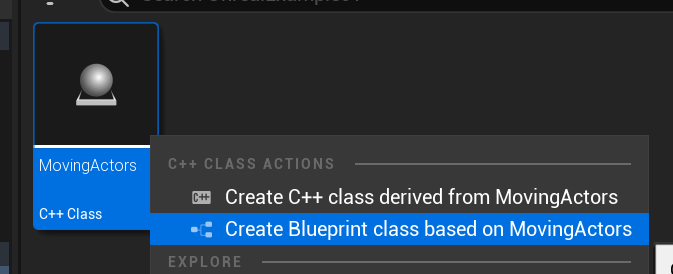 MovingActors
C++ Class
C++ CLASS ACTIONS
C++ Create C++ class derived from MovingActors
Create Blueprint class based on MovingActors
EXPLORE